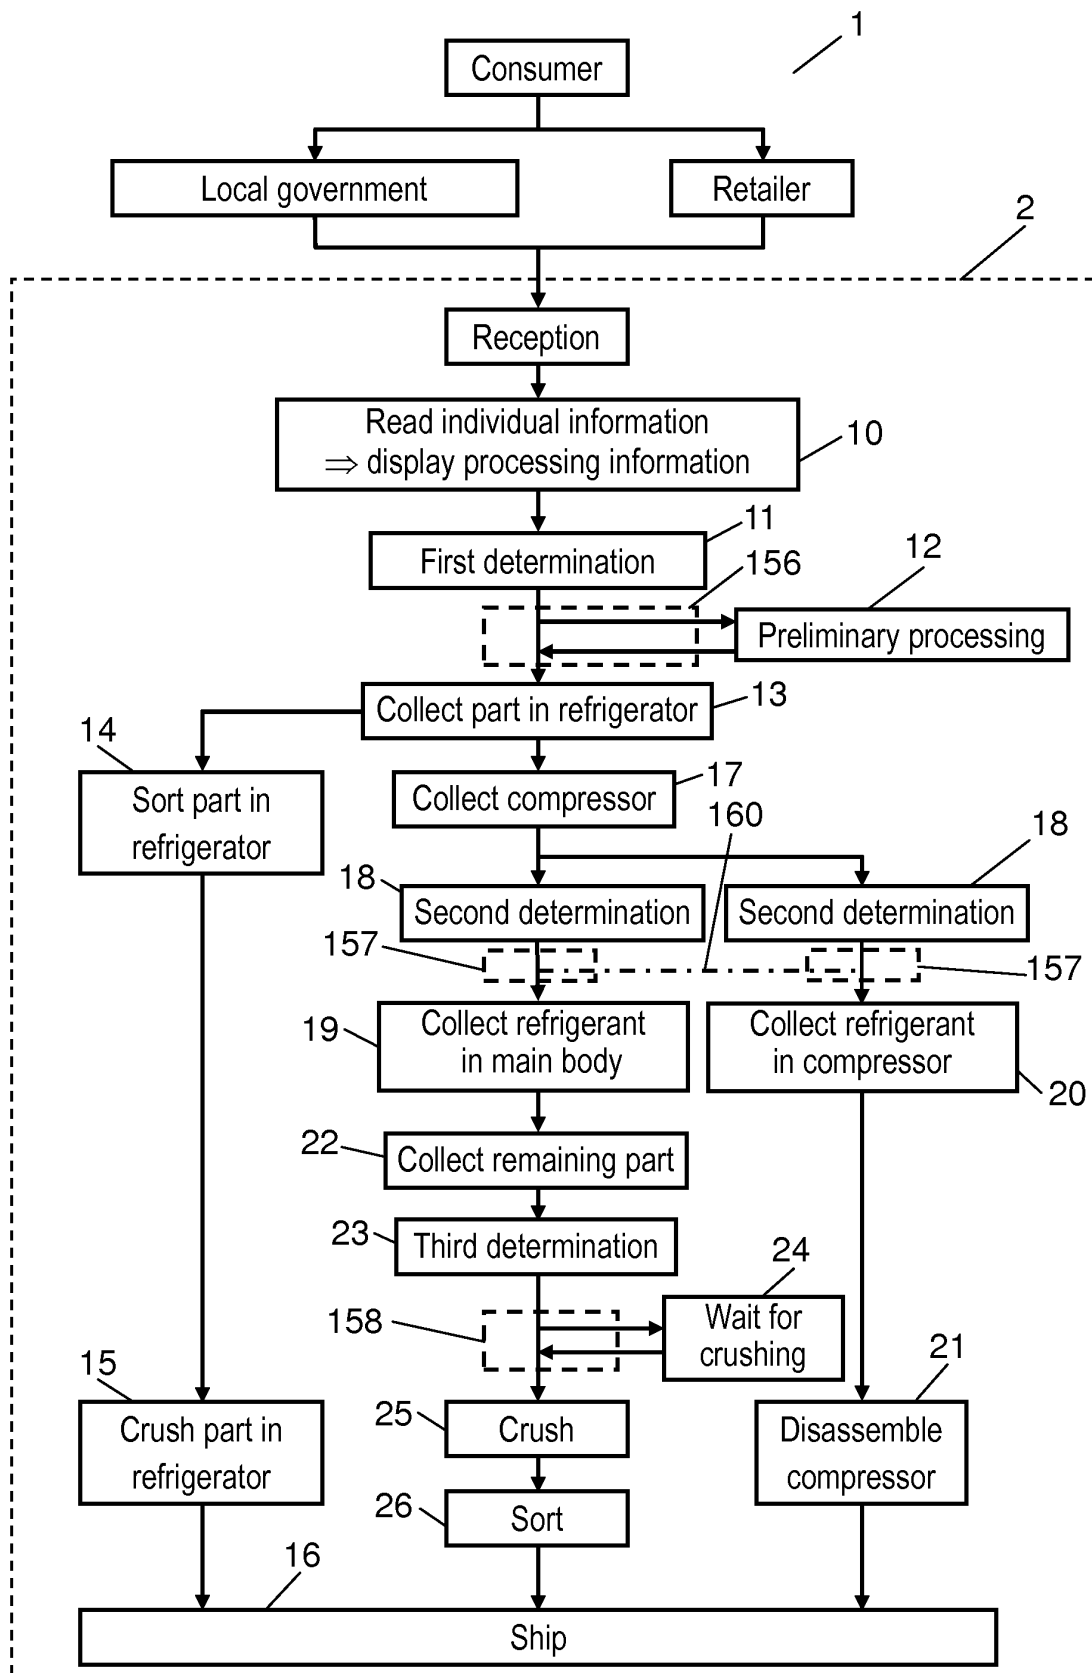 1
Consumer
Local government
Retailer
2
Reception
Read individual information
⇒ display processing information
10
11
First determination
156
12
Preliminary processing
13
Collect part in refrigerator
14
Sort part in
refrigerator
17
Collect compressor
160
18
Second determination
18
Second determination
157
157
19
Collect refrigerant
in main body
Collect refrigerant
in compressor
20
22
Collect remaining part
23
Third determination
24
Wait for
crushing
158
15
Crush part in
refrigerator
25
Crush
21
Disassemble
compressor
26
Sort
16
Ship